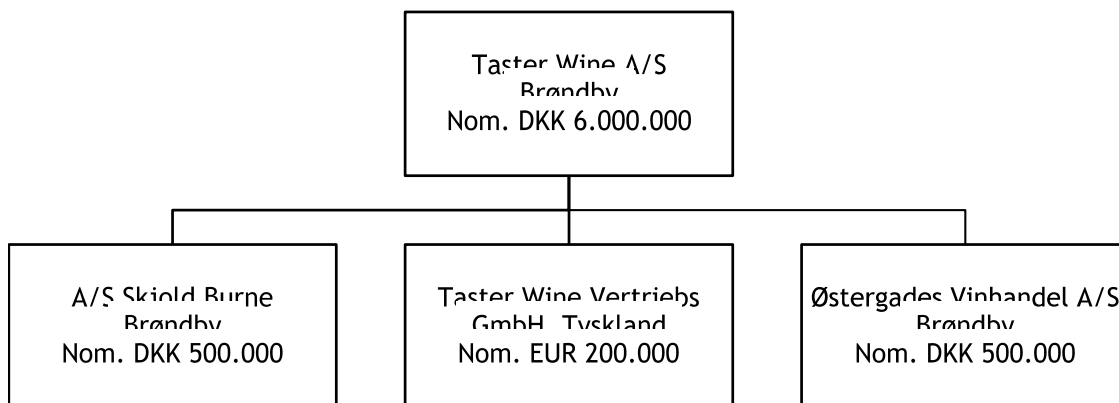 Taster Wine A/S
Brøndby
Nom. DKK 6.000.000
A/S Skjold Burne
Brøndby
Nom. DKK 500.000
Taster Wine Vertriebs
GmbH, Tyskland
Nom. EUR 200.000
Østergades Vinhandel A/S
Brøndby
Nom. DKK 500.000